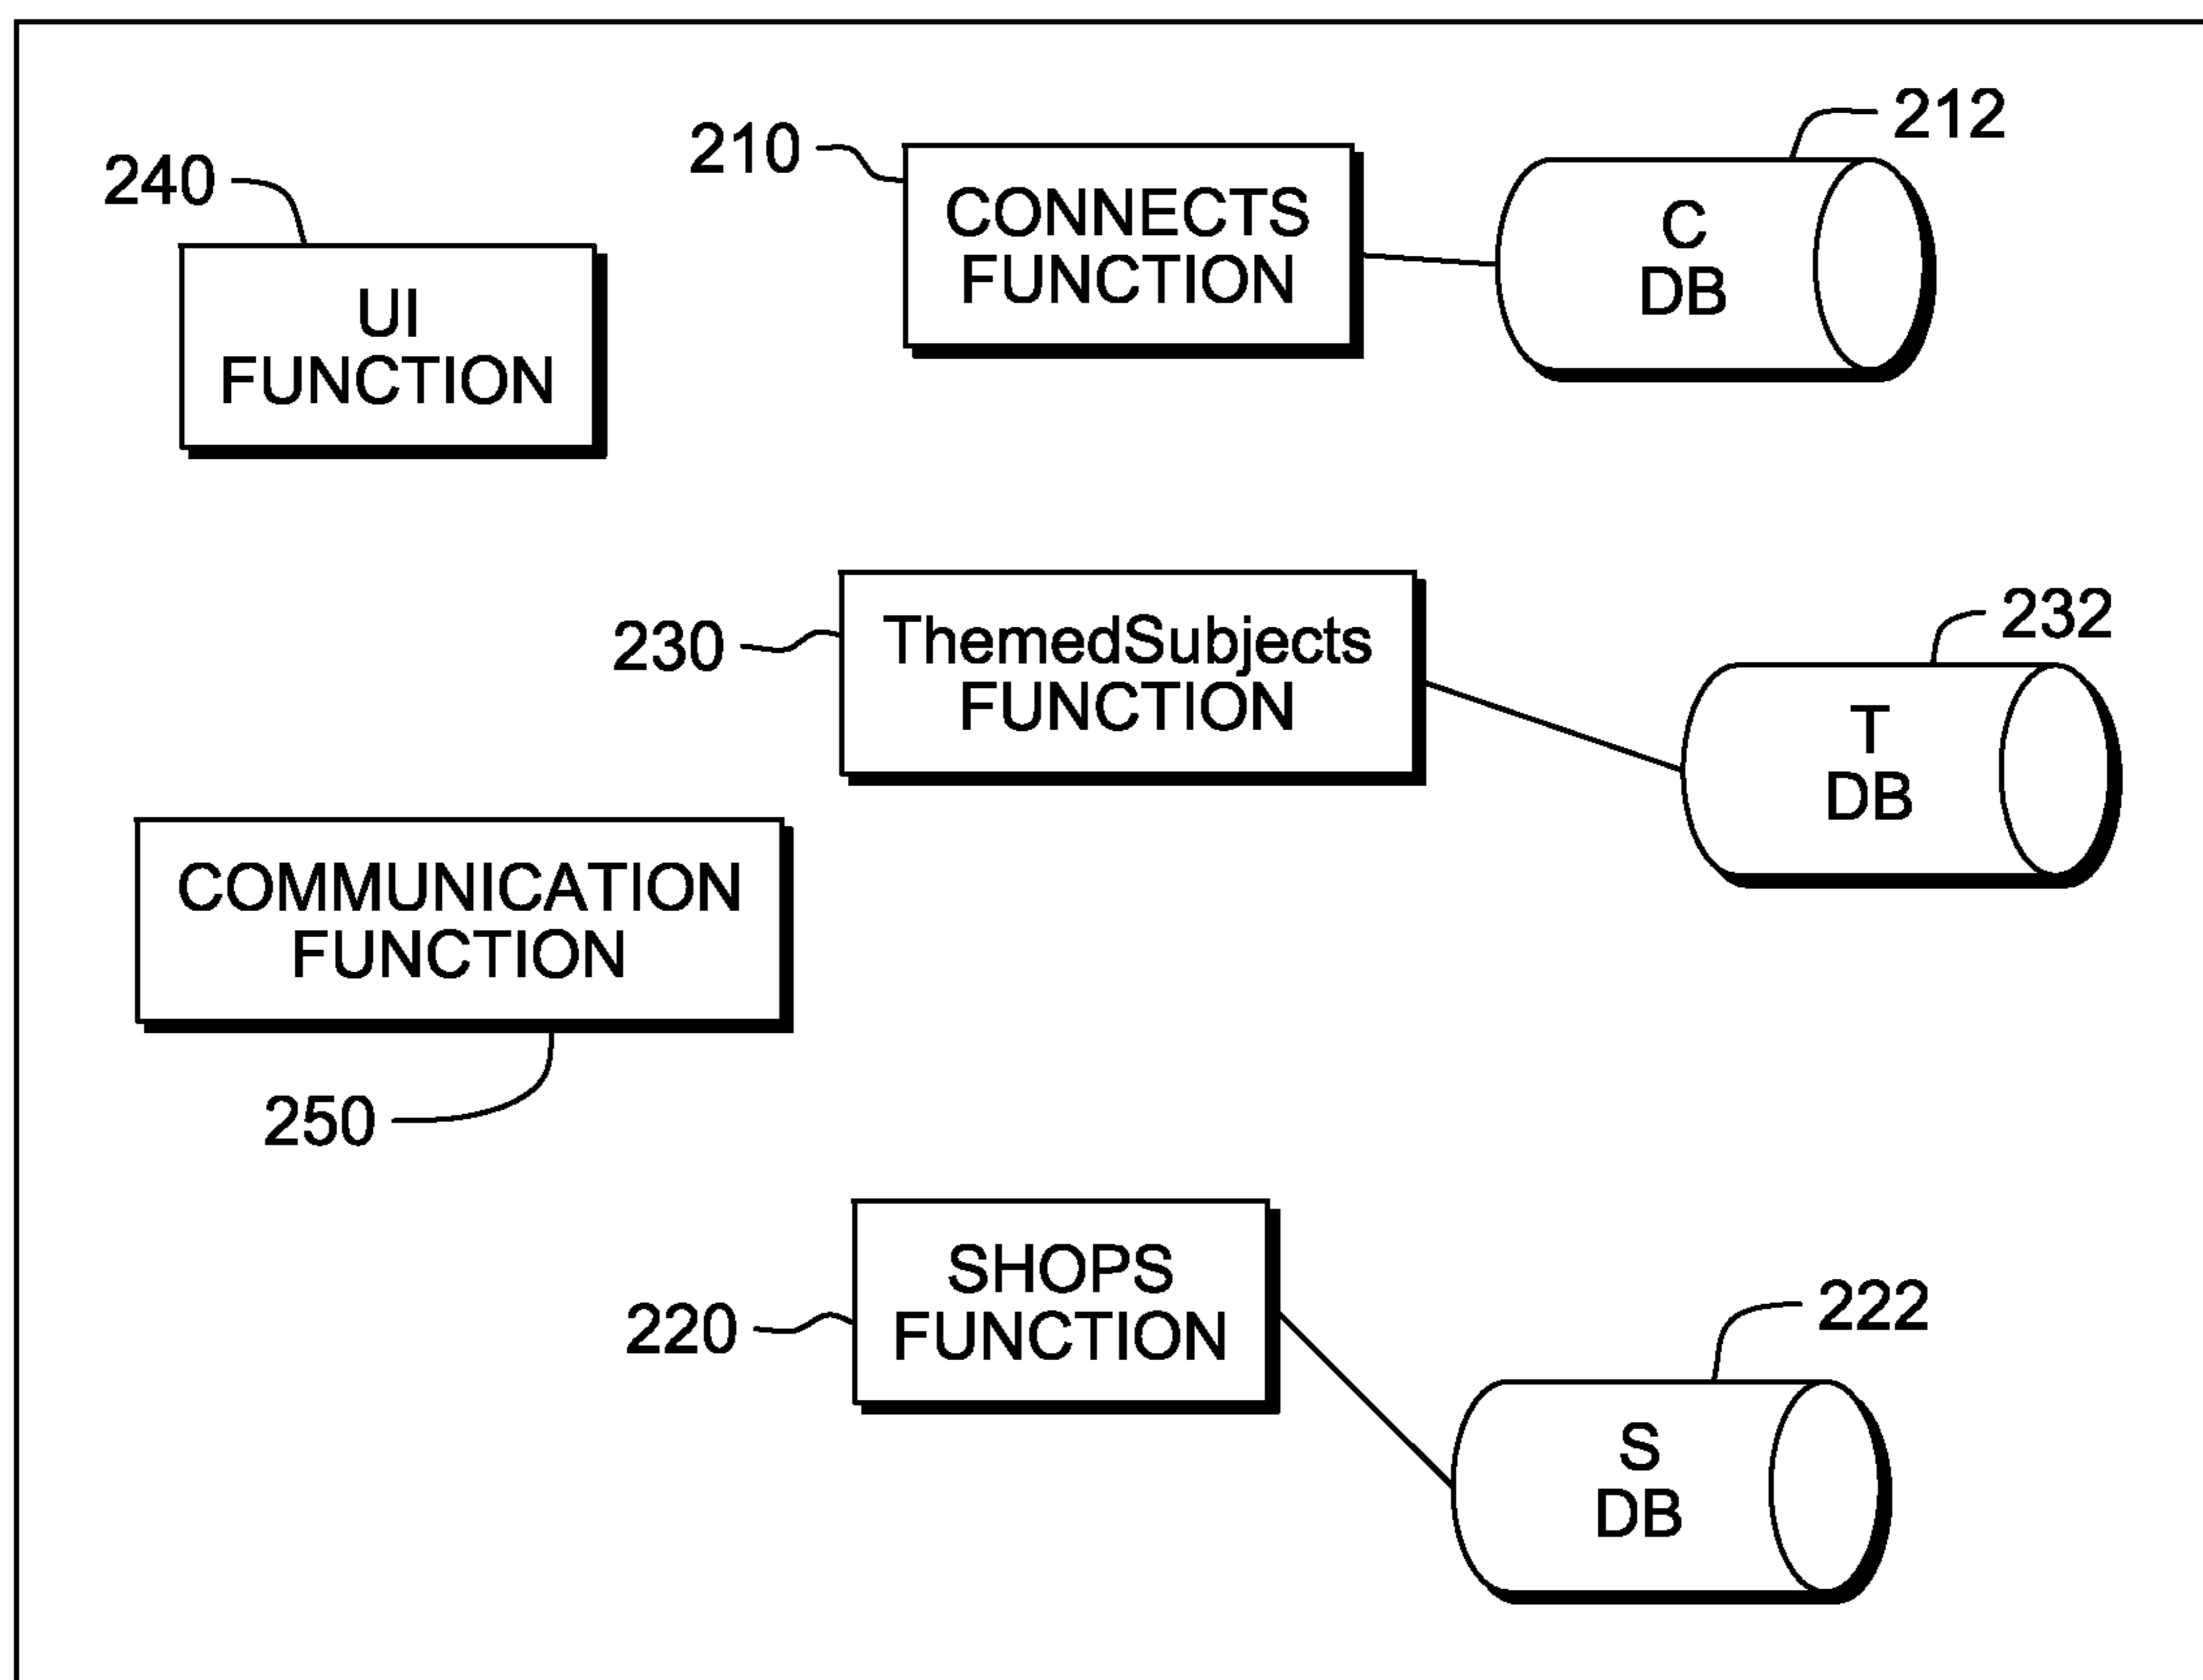 212
210
CONNECTS
FUNCTION
C
DB
240
UI
FUNCTION
232
230
ThemedSubjects
FUNCTION
T
DB
COMMUNICATION
FUNCTION
250
SHOPS
FUNCTION
220
222
S
DB